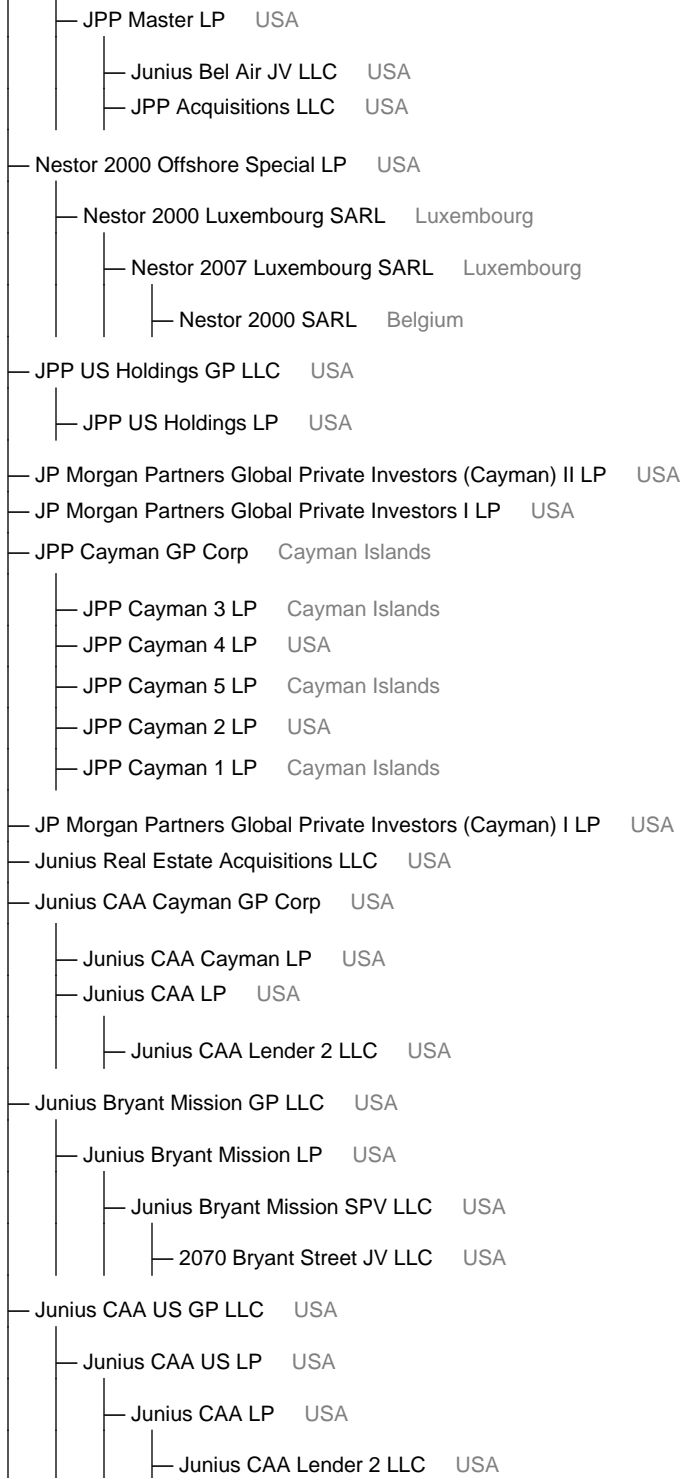 JPP Master LP USA
Junius Bel Air JV LLC USA
JPP Acquisitions LLC USA
Nestor 2000 Offshore Special LP USA
Nestor 2000 Luxembourg SARL Luxembourg
Nestor 2007 Luxembourg SARL Luxembourg
Nestor 2000 SARL Belgium
JPP US Holdings GP LLC USA
JPP US Holdings LP USA
JP Morgan Partners Global Private Investors (Cayman) II LP USA
JP Morgan Partners Global Private Investors I LP USA
JPP Cayman GP Corp Cayman Islands
JPP Cayman 3 LP Cayman Islands
JPP Cayman 4 LP USA
JPP Cayman 5 LP Cayman Islands
JPP Cayman 2 LP USA
JPP Cayman 1 LP Cayman Islands
JP Morgan Partners Global Private Investors (Cayman) I LP USA
Junius Real Estate Acquisitions LLC USA
Junius CAA Cayman GP Corp USA
Junius CAA Cayman LP USA
Junius CAA LP USA
Junius CAA Lender 2 LLC USA
Junius Bryant Mission GP LLC USA
Junius Bryant Mission LP USA
Junius Bryant Mission SPV LLC USA
2070 Bryant Street JV LLC USA
Junius CAA US GP LLC USA
Junius CAA US LP USA
Junius CAA LP USA
Junius CAA Lender 2 LLC USA